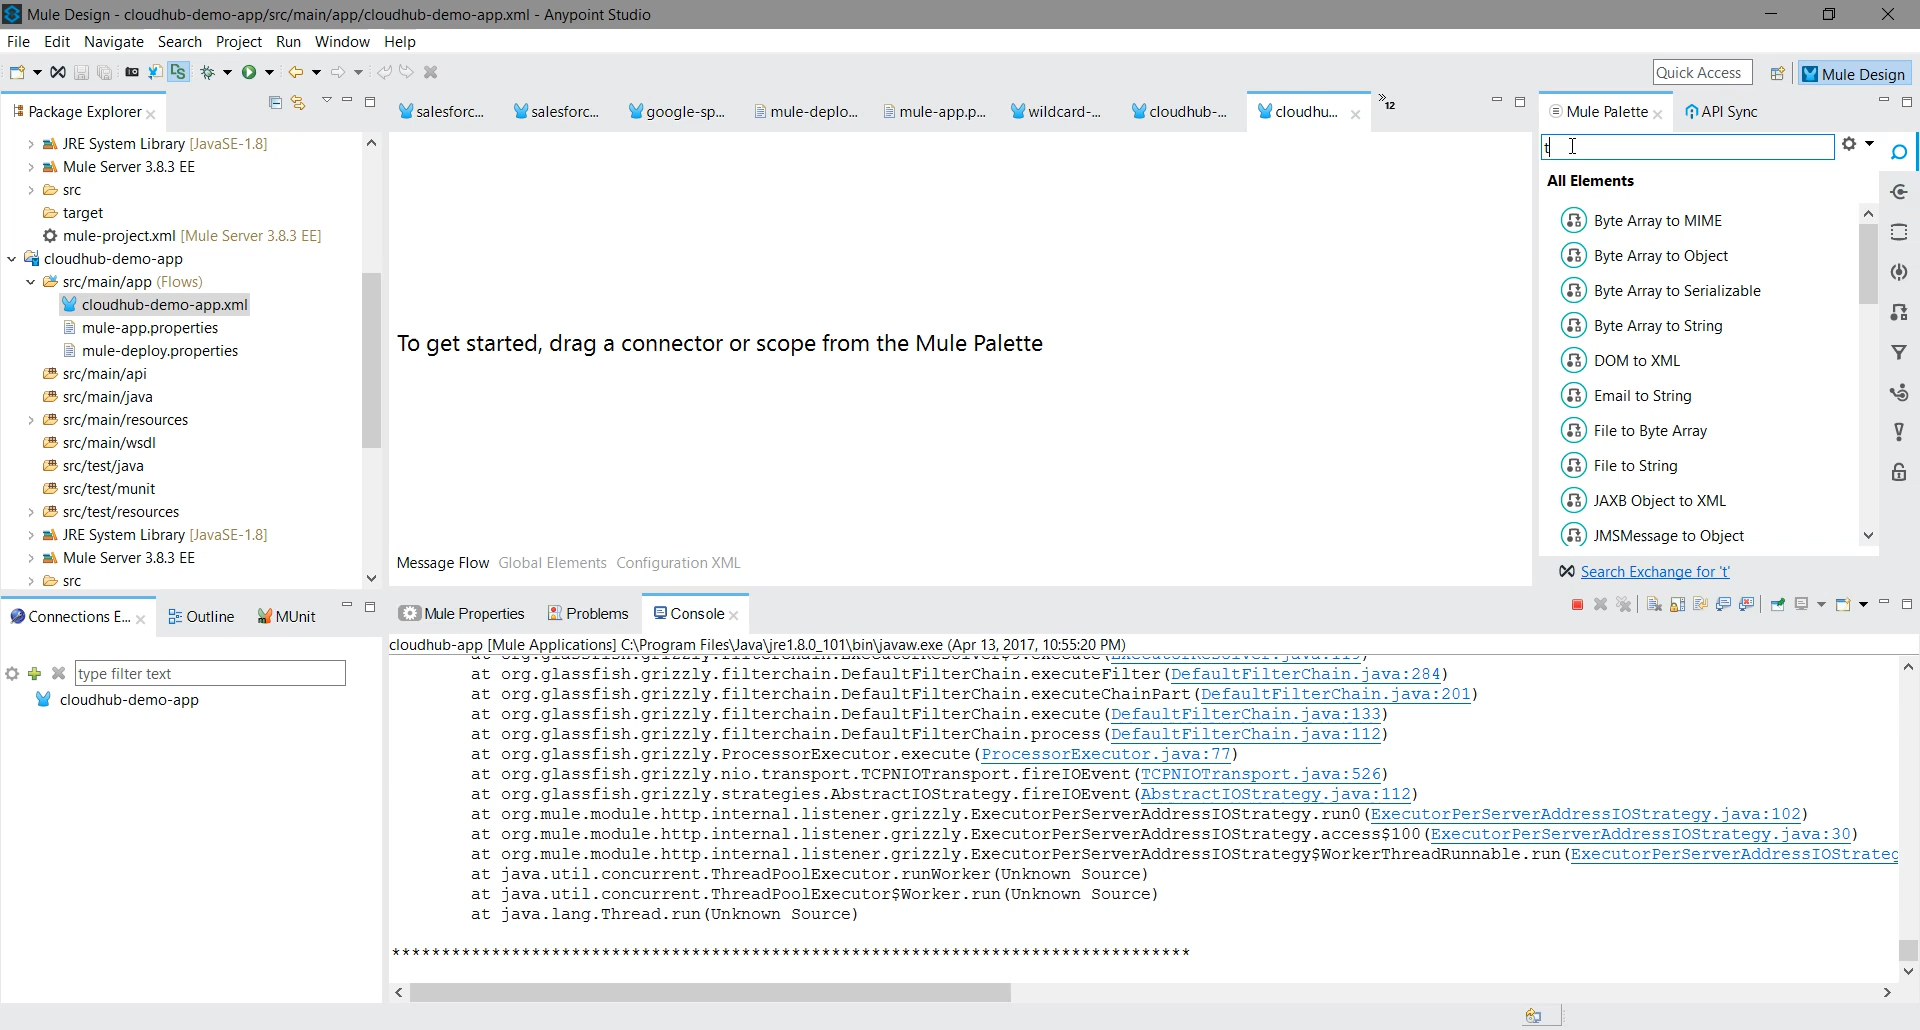 Mule Design - cloudhub-demo-app/src/main/app/cloudhub-demo-app.xml - Anypoint Studio
File Edit Navigate Search Project Run Window Help
Quick Access
Mule Design
Package Explorer
JRE System Library [JavaSE-1.8]
Mule Server 3.8.3 EE
src
target
mule-project.xml [Mule Server 3.8.3 EE]
cloudhub-demo-app
src/main/app (Flows)
cloudhub-demo-app.xml
mule-app.properties
mule-deploy.properties
src/main/api
src/main/java
src/main/resources
src/main/wsdl
src/test/java
src/test/munit
src/test/resources
JRE System Library [JavaSE-1.8]
Mule Server 3.8.3 EE
src
salesforc... salesforc... google-sp... mule-deplo... mule-app.p... wildcard-... cloudhub-... cloudhu... »12
To get started, drag a connector or scope from the Mule Palette
Message Flow Global Elements Configuration XML
Mule Palette API Sync
t
All Elements
Byte Array to MIME
Byte Array to Object
Byte Array to Serializable
Byte Array to String
DOM to XML
Email to String
File to Byte Array
File to String
JAXB Object to XML
JMSMessage to Object
Search Exchange for 't'
Connections E... Outline MUnit
type filter text
cloudhub-demo-app
Mule Properties Problems Console
cloudhub-app [Mule Applications] C:\Program Files\Java\jre1.8.0_101\bin\javaw.exe (Apr 13, 2017, 10:55:20 PM)
at org.glassfish.grizzly.filterchain.DefaultFilterChain.executeFilter(DefaultFilterChain.java:284)
at org.glassfish.grizzly.filterchain.DefaultFilterChain.executeChainPart(DefaultFilterChain.java:201)
at org.glassfish.grizzly.filterchain.DefaultFilterChain.execute(DefaultFilterChain.java:133)
at org.glassfish.grizzly.filterchain.DefaultFilterChain.process(DefaultFilterChain.java:112)
at org.glassfish.grizzly.ProcessorExecutor.execute(ProcessorExecutor.java:77)
at org.glassfish.grizzly.nio.transport.TCPNIOTransport.fireIOEvent(TCPNIOTransport.java:526)
at org.glassfish.grizzly.strategies.AbstractIOStrategy.fireIOEvent(AbstractIOStrategy.java:112)
at org.mule.module.http.internal.listener.grizzly.ExecutorPerServerAddressIOStrategy.run0(ExecutorPerServerAddressIOStrategy.java:102)
at org.mule.module.http.internal.listener.grizzly.ExecutorPerServerAddressIOStrategy.access$100(ExecutorPerServerAddressIOStrategy.java:30)
at org.mule.module.http.internal.listener.grizzly.ExecutorPerServerAddressIOStrategy$WorkerThreadRunnable.run(ExecutorPerServerAddressIOStrateg
at java.util.concurrent.ThreadPoolExecutor.runWorker(Unknown Source)
at java.util.concurrent.ThreadPoolExecutor$Worker.run(Unknown Source)
at java.lang.Thread.run(Unknown Source)
********************************************************************************